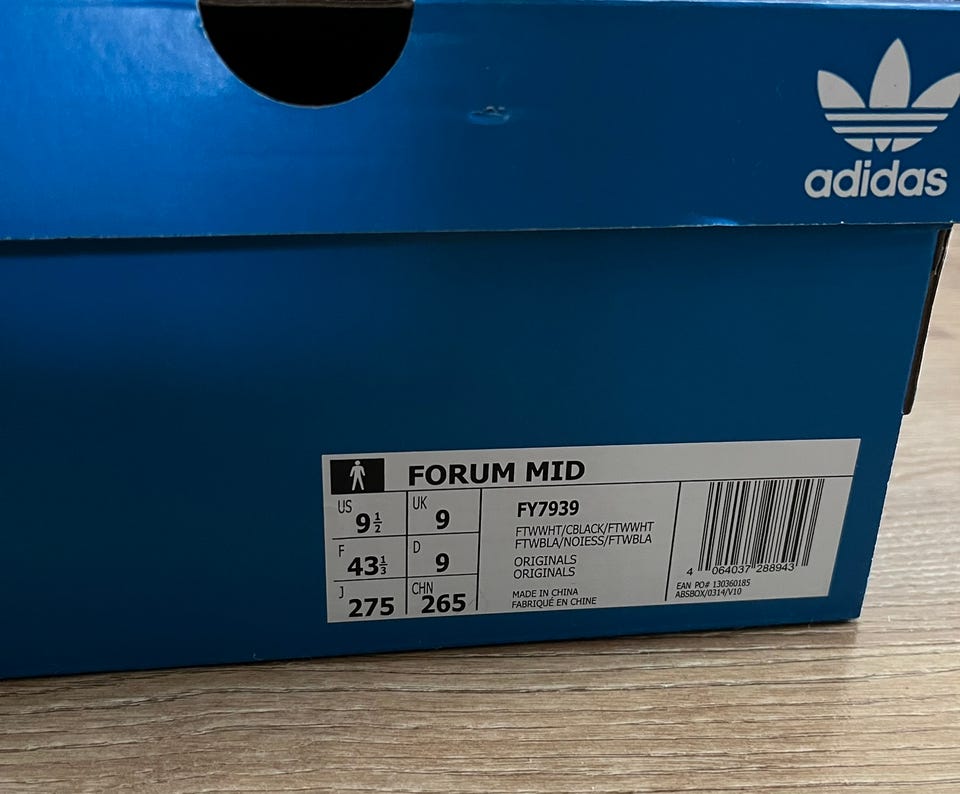 adidas
FORUM MID
US 9½ UK 9
F 43⅓ D 9
J 275 CHN 265
FY7939
FTWWHT/CBLACK/FTWWHT
FTWBLA/NOIESS/FTWBLA
ORIGINALS
ORIGINALS
MADE IN CHINA
FABRIQUÉ EN CHINE
4 064037 288943
EAN PO# 130360185
ABSBOX/0314/V10